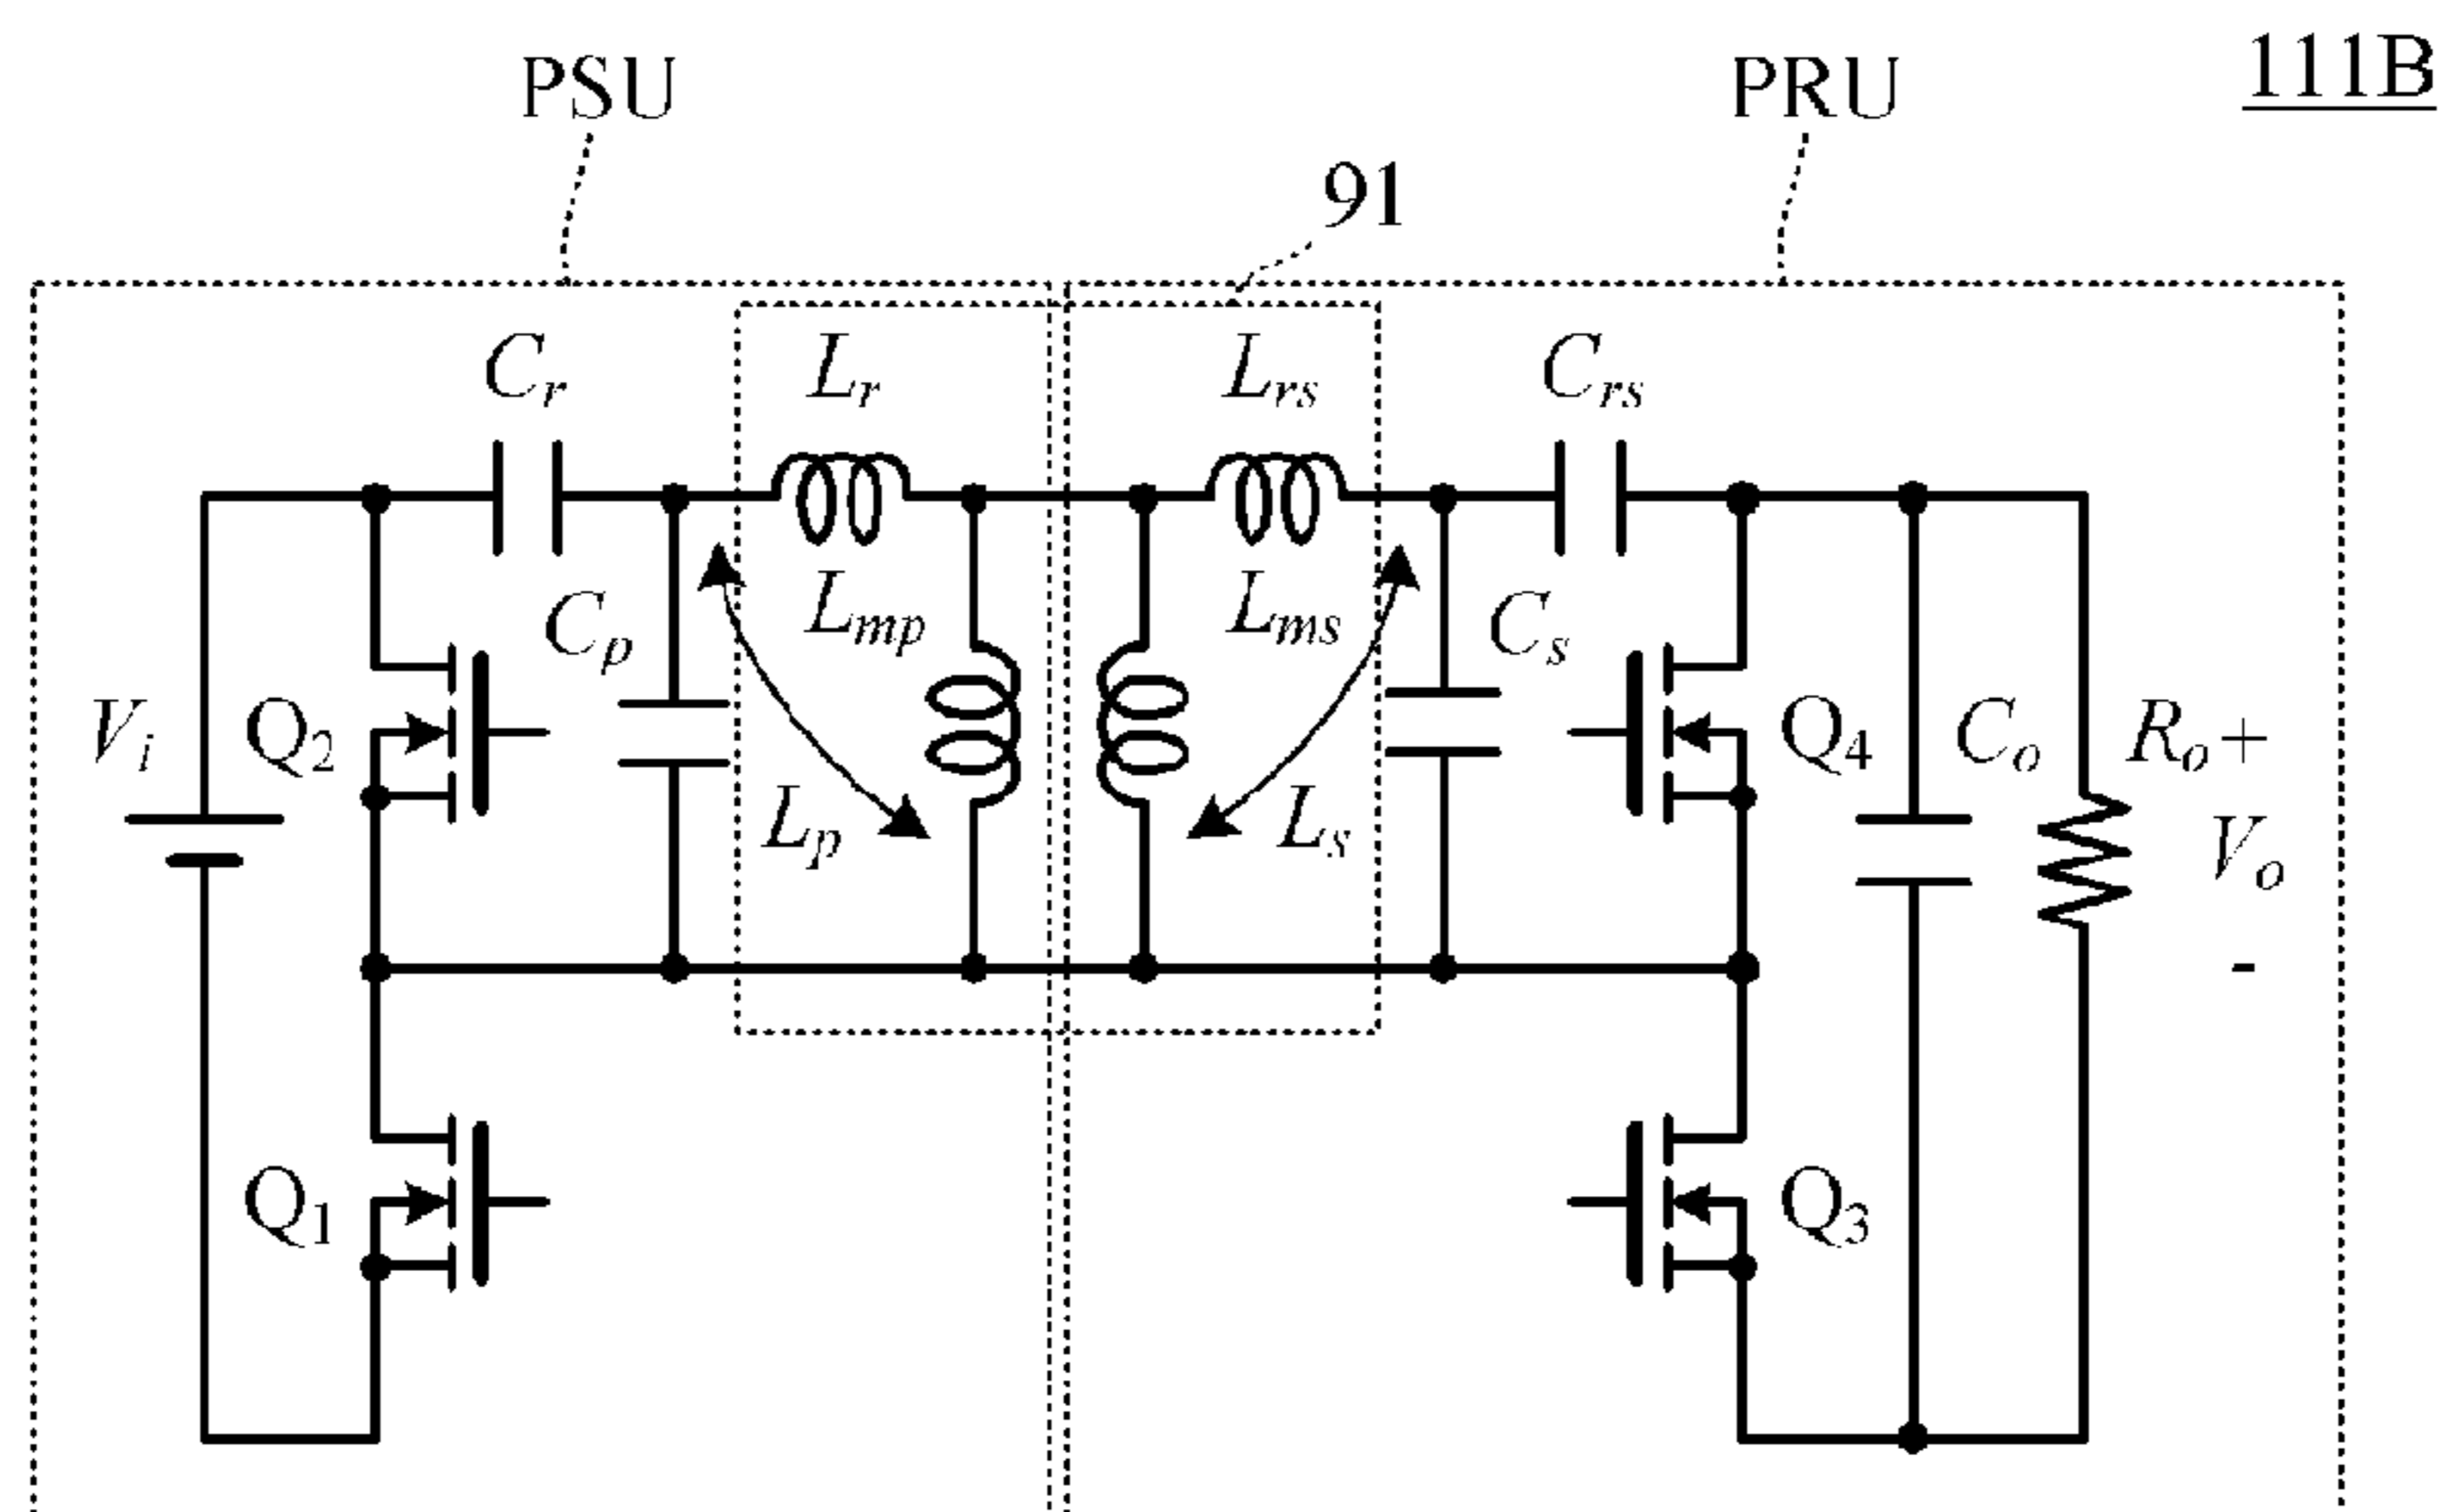 111B
PSU
PRU
91
Cr
Lr
Lrs
Crs
Cp
Lmp
Lms
Cs
Vi
Q2
Q4
Co
Ro
+
Vo
-
Lp
Ls
Q1
Q3